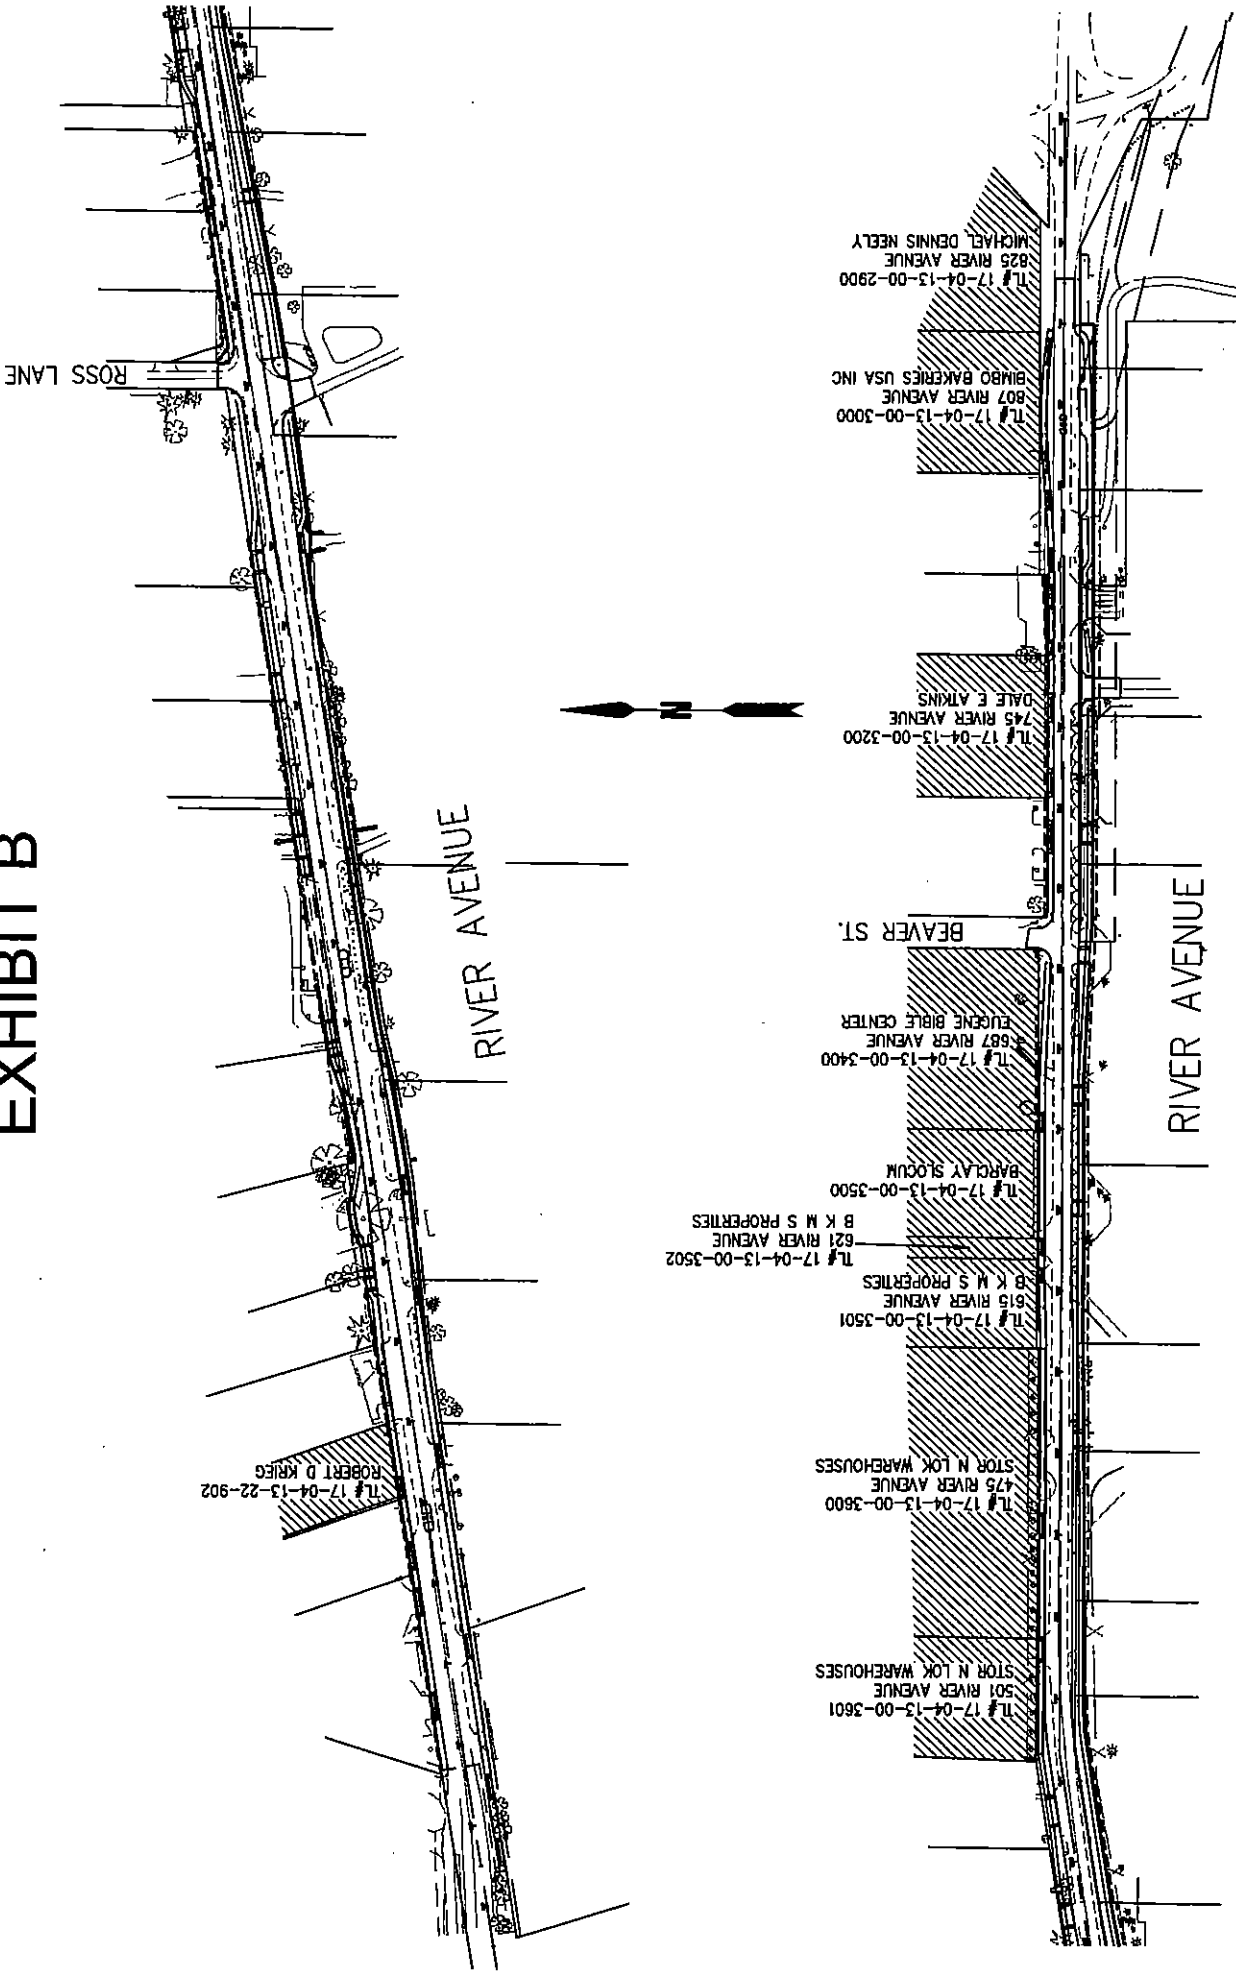 EXHIBIT B
ROSS LANE
RIVER AVENUE
TL# 17-04-13-22-902
ROBERT D KRIEG
N
TL# 17-04-13-00-2900
825 RIVER AVENUE
MICHAEL DENNIS NEELY
TL# 17-04-13-00-3000
807 RIVER AVENUE
BIMBO BAKERIES USA INC
TL# 17-04-13-00-3200
745 RIVER AVENUE
DALE E ATKINS
BEAVER ST.
TL# 17-04-13-00-3400
687 RIVER AVENUE
EUGENE BIBLE CENTER
TL# 17-04-13-00-3500
BARCLAY SLOCUM
TL# 17-04-13-00-3502
621 RIVER AVENUE
B K M S PROPERTIES
TL# 17-04-13-00-3501
615 RIVER AVENUE
B K M S PROPERTIES
TL# 17-04-13-00-3600
475 RIVER AVENUE
STOR N LOK WAREHOUSES
TL# 17-04-13-00-3601
501 RIVER AVENUE
STOR N LOK WAREHOUSES
RIVER AVENUE